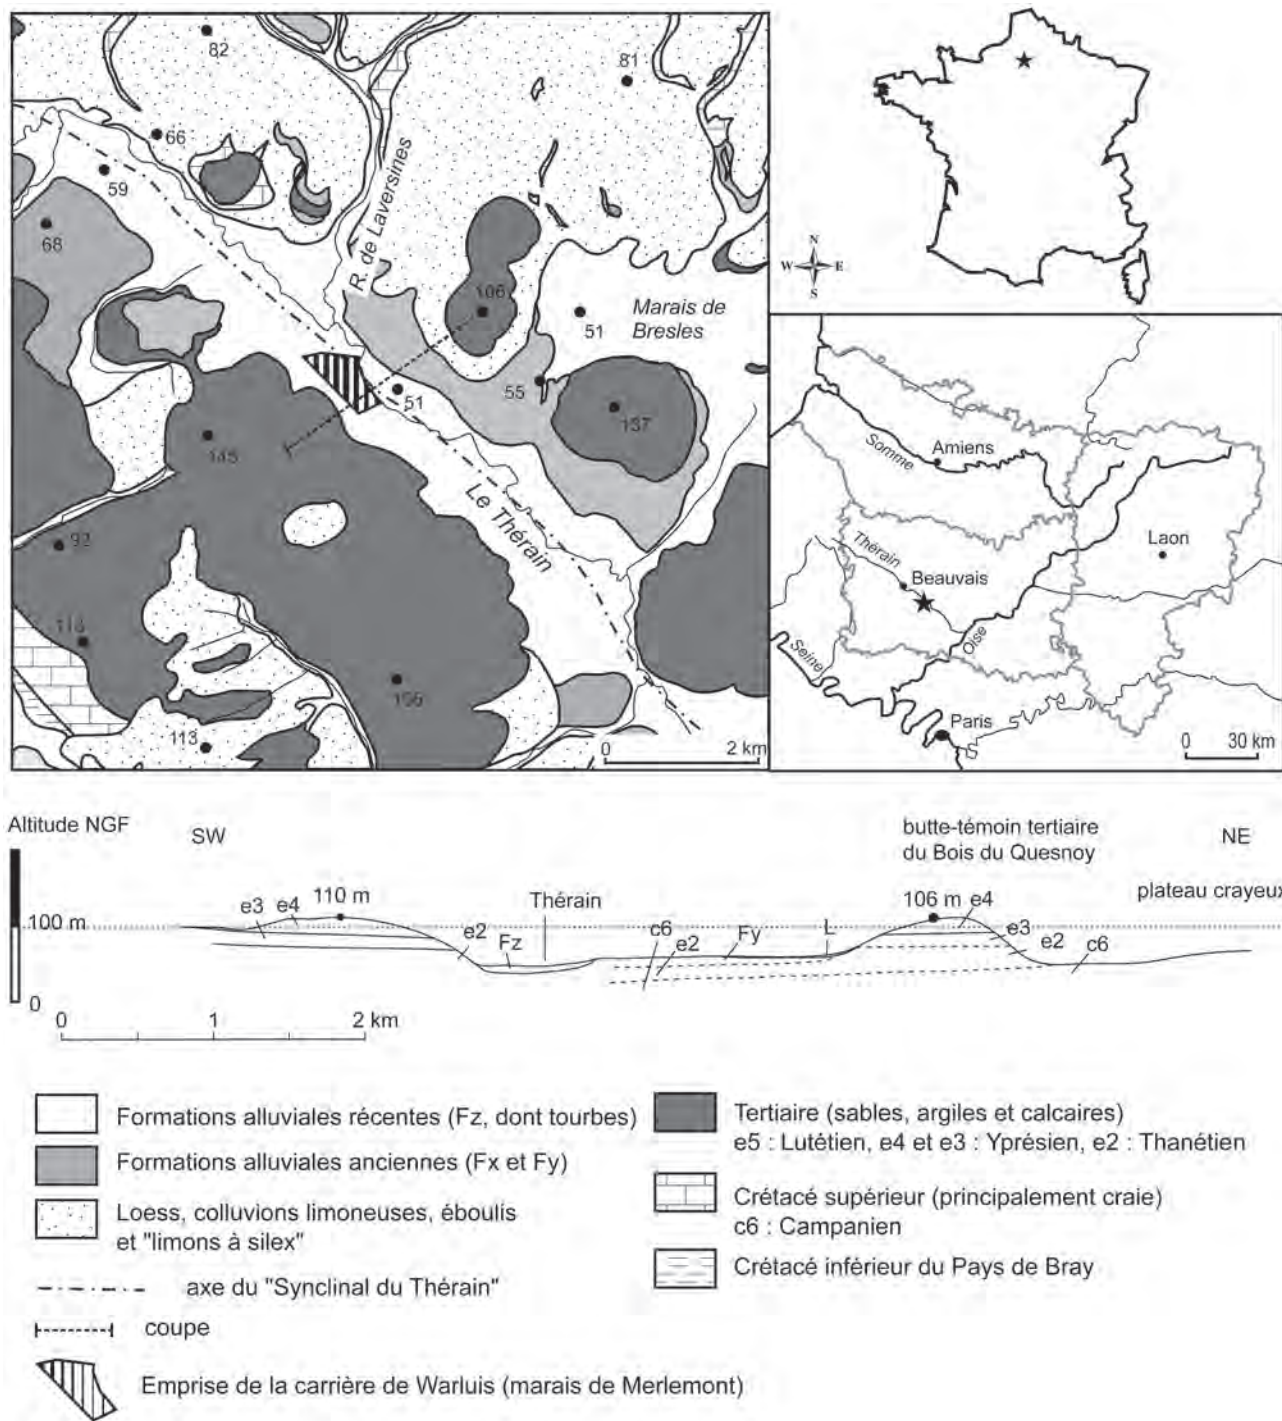 82
81
66
59
R. de Laversines
68
106
Marais de
Bresles
51
51
55
137
145
Le Thérain
92
118
156
113
0 2 km
N
W E
S
Somme
Amiens
Laon
Thérain
Beauvais
Oise
Seine
Paris
0 30 km
Altitude NGF
SW
butte-témoin tertiaire
du Bois du Quesnoy
NE
plateau crayeux
110 m
Thérain
106 m
e4
e3
e4
100 m
e2
Fz
c6
e2
Fy
L
e3
e2
c6
0
0 1 2 km
Formations alluviales récentes (Fz, dont tourbes)
Formations alluviales anciennes (Fx et Fy)
Loess, colluvions limoneuses, éboulis
et "limons à silex"
axe du "Synclinal du Thérain"
coupe
Emprise de la carrière de Warluis (marais de Merlemont)
Tertiaire (sables, argiles et calcaires)
e5 : Lutétien, e4 et e3 : Yprésien, e2 : Thanétien
Crétacé supérieur (principalement craie)
c6 : Campanien
Crétacé inférieur du Pays de Bray